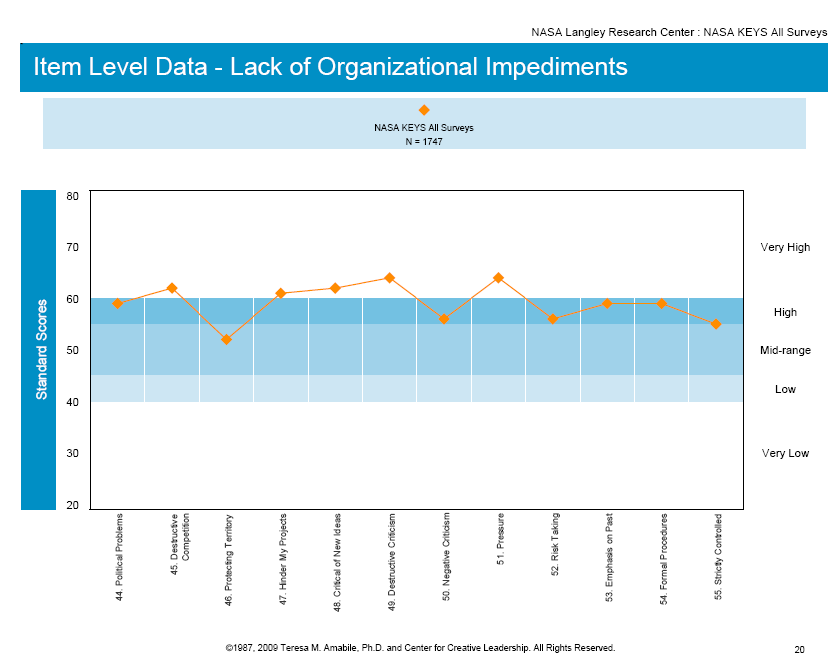 NASA Langley Research Center : NASA KEYS All Surveys
Item Level Data - Lack of Organizational Impediments
NASA KEYS All Surveys
N = 1747
Standard Scores
80
70
60
50
40
30
20
Very High
High
Mid-range
Low
Very Low
44. Political Problems
45. Destructive
Competition
46. Protecting Territory
47. Hinder My Projects
48. Critical of New Ideas
49. Destructive Criticism
50. Negative Criticism
51. Pressure
52. Risk Taking
53. Emphasis on Past
54. Formal Procedures
55. Strictly Controlled
©1987, 2009 Teresa M. Amabile, Ph.D. and Center for Creative Leadership. All Rights Reserved.
20